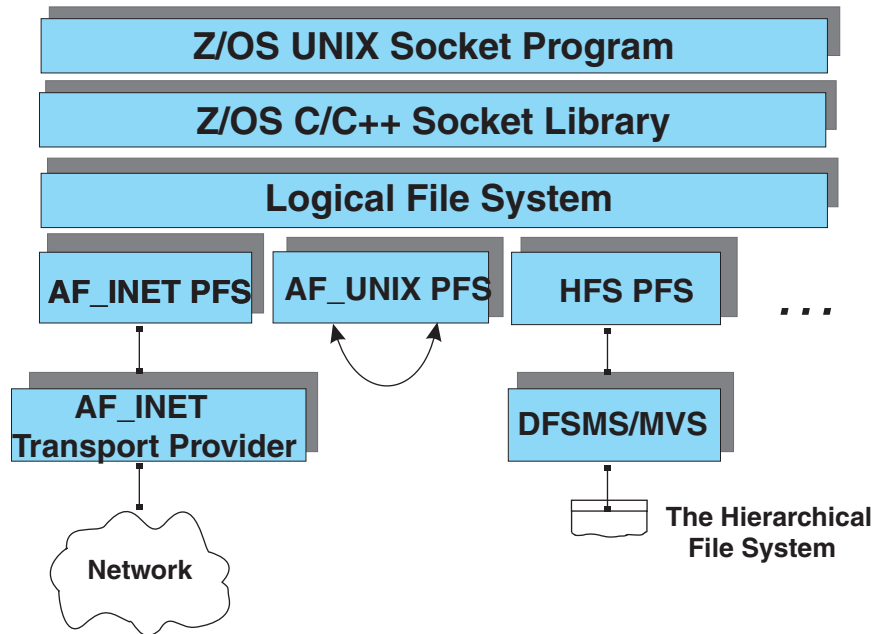 Z/OS UNIX Socket Program
Z/OS C/C++ Socket Library
Logical File System
AF_INET PFS
AF_UNIX PFS
HFS PFS
...
AF_INET
Transport Provider
DFSMS/MVS
Network
The Hierarchical
File System